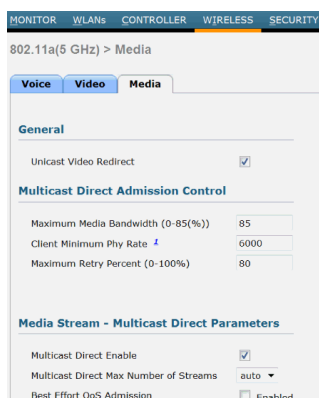 MONITOR WLANs CONTROLLER WIRELESS SECURITY
802.11a(5 GHz) > Media
Voice Video Media
General
Unicast Video Redirect
Multicast Direct Admission Control
Maximum Media Bandwidth (0-85(%)) 85
Client Minimum Phy Rate 1 6000
Maximum Retry Percent (0-100%) 80
Media Stream - Multicast Direct Parameters
Multicast Direct Enable
Multicast Direct Max Number of Streams auto
Best Effort QoS Admission Enabled